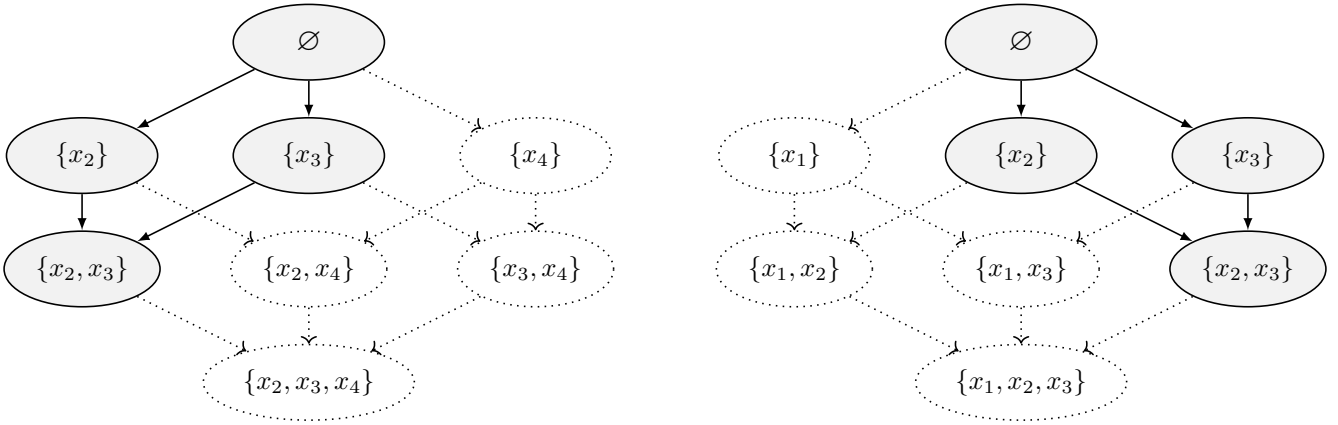 ∅ ∅
{x₂} {x₃} {x₄} {x₁} {x₂} {x₃}
{x₂, x₃} {x₂, x₄} {x₃, x₄} {x₁, x₂} {x₁, x₃} {x₂, x₃}
{x₂, x₃, x₄} {x₁, x₂, x₃}